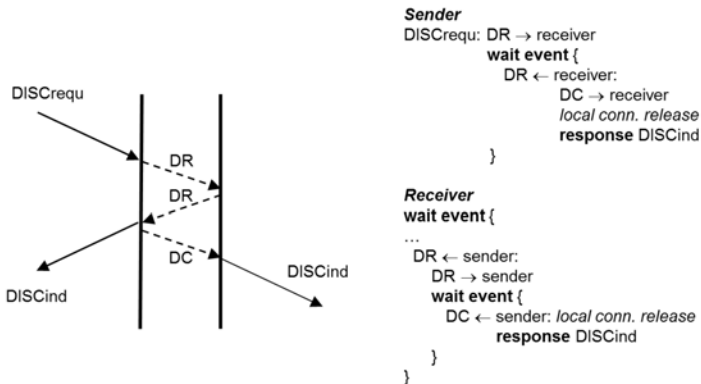 DISCrequ
DR
DR
DC
DISCind
DISCind
Sender
DISCrequ: DR → receiver
wait event {
DR ← receiver:
DC → receiver
local conn. release
response DISCind
}
Receiver
wait event {
...
DR ← sender:
DR → sender
wait event {
DC ← sender: local conn. release
response DISCind
}
}